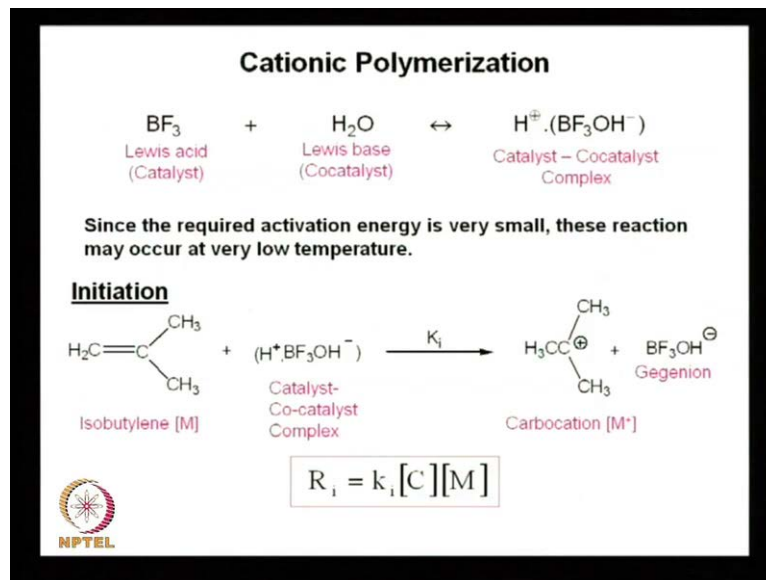 Cationic Polymerization
BF₃ + H₂O ↔ H⊕.(BF₃OH⁻)
Lewis acid Lewis base Catalyst – Cocatalyst
(Catalyst) (Cocatalyst) Complex
Since the required activation energy is very small, these reaction
may occur at very low temperature.
Initiation
CH₃ CH₃
H₂C=C + (H⁺.BF₃OH⁻) Kᵢ H₃CC⊕ + BF₃OH⊖
CH₃ CH₃
Catalyst- Gegenion
Co-catalyst
Isobutylene [M] Complex Carbocation [M⁺]
Rᵢ = kᵢ[C][M]
NPTEL